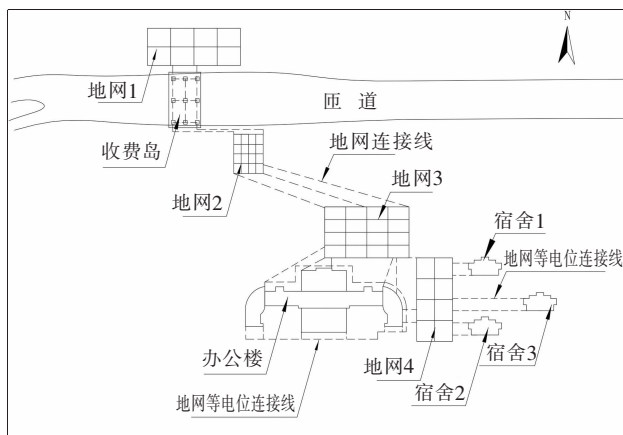 N
地网1
匝 道
收费岛
地网连接线
地网2
地网3
宿舍1
地网等电位连接线
办公楼
地网4
宿舍3
宿舍2
地网等电位连接线